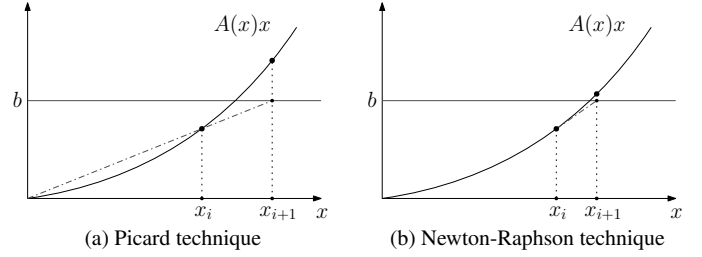 A(x)x
b
x_i
x_{i+1}
x
(a) Picard technique
A(x)x
b
x_i
x_{i+1}
x
(b) Newton-Raphson technique